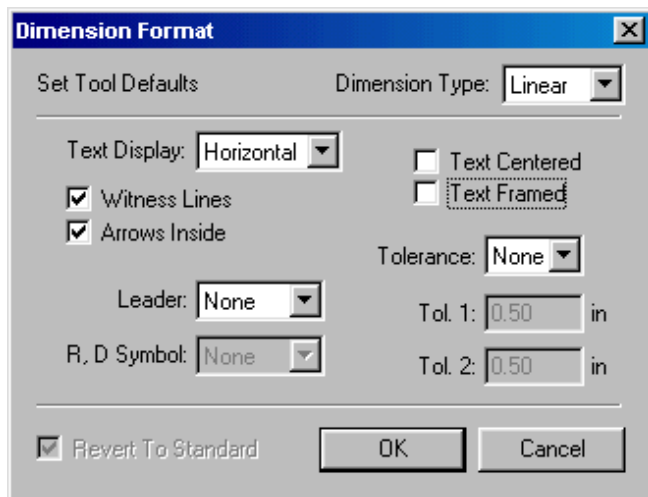 Dimension Format
Set Tool Defaults Dimension Type: Linear
Text Display: Horizontal Text Centered
Witness Lines Text Framed
Arrows Inside
Tolerance: None
Leader: None Tol. 1: 0.50 in
R, D Symbol: None Tol. 2: 0.50 in
Revert To Standard OK Cancel